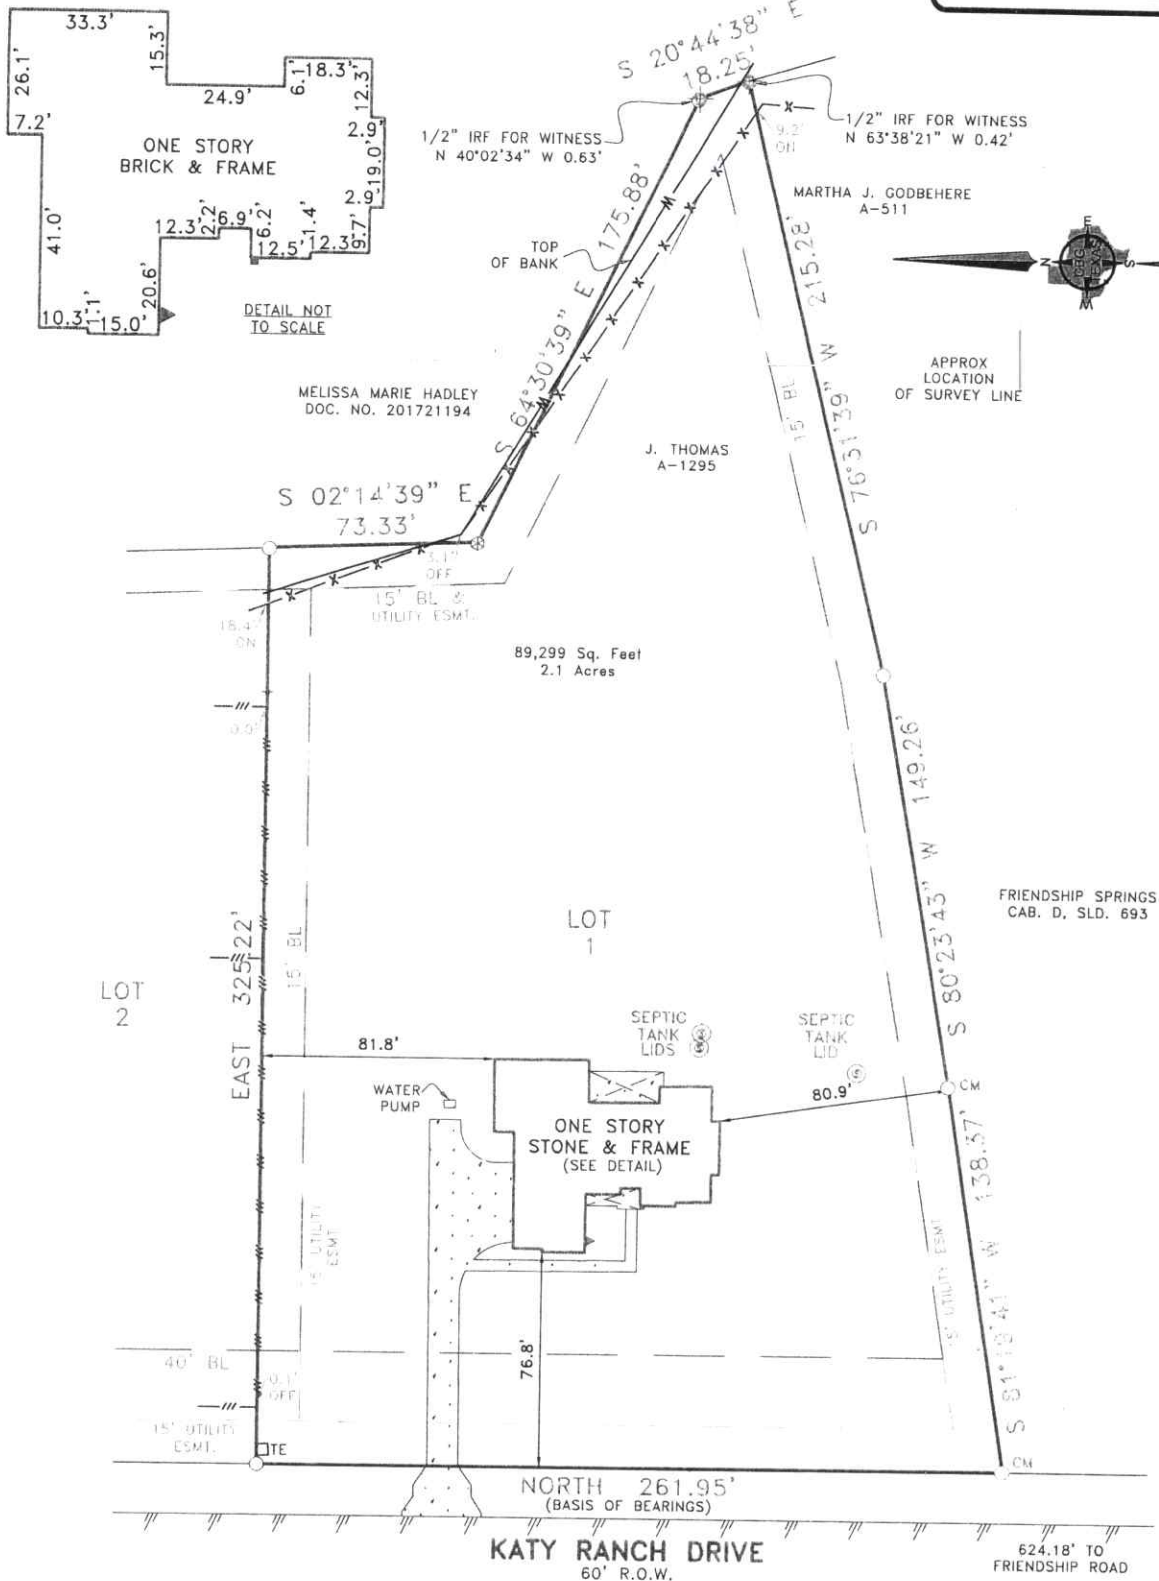 33.3'
15.3'
26.1'
24.9'
6.1'
18.3'
12.3'
7.2'
2.9'
19.0'
2.9'
ONE STORY
BRICK & FRAME
41.0'
12.3'
2.2'
6.9'
6.2'
12.5'
1.4'
12.3'
9.7'
20.6'
10.3'
1.1'
15.0'
DETAIL NOT
TO SCALE
S 20°44'38" E
18.25'
1/2" IRF FOR WITNESS
N 40°02'34" W 0.63'
1/2" IRF FOR WITNESS
N 63°38'21" W 0.42'
9.2'
ON
MARTHA J. GODBEHERE
A-511
TOP
OF BANK
S 64°30'39" E 175.88'
S 76°31'39" W 215.28'
E
N
CBG
TEXAS
S
W
APPROX
LOCATION
OF SURVEY LINE
MELISSA MARIE HADLEY
DOC. NO. 201721194
J. THOMAS
A-1295
15' BL
S 02°14'39" E
73.33'
3.1'
OFF
15' BL &
UTILITY ESMT.
18.4'
ON
89,299 Sq. Feet
2.1 Acres
0.0'
S 80°23'43" W 149.26'
FRIENDSHIP SPRINGS
CAB. D, SLD. 693
LOT
1
LOT
2
EAST 325.22'
15' BL
81.8'
SEPTIC
TANK
LIDS
SEPTIC
TANK
LID
S
80.9'
CM
WATER
PUMP
ONE STORY
STONE & FRAME
(SEE DETAIL)
15' UTILITY
ESMT
15' UTILITY ESMT
138.37'
76.8'
40' BL
0.1'
OFF
15' UTILITY
ESMT.
TE
CM
NORTH 261.95'
(BASIS OF BEARINGS)
KATY RANCH DRIVE
60' R.O.W.
624.18' TO
FRIENDSHIP ROAD